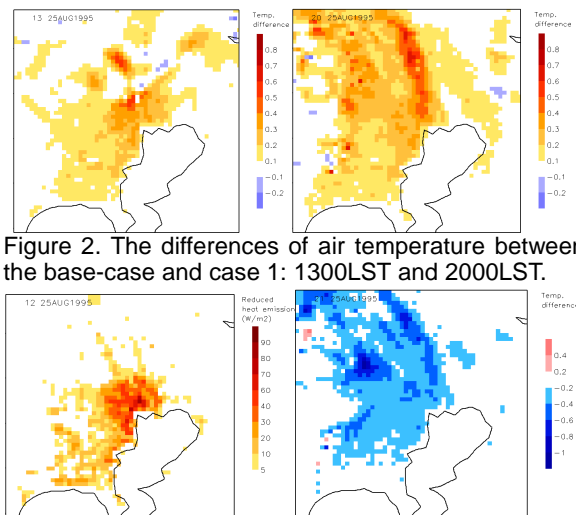 13 25AUG1995
Temp.
difference
0.8
0.7
0.6
0.5
0.4
0.3
0.2
0.1
−0.1
−0.2
20 25AUG1995
Temp.
difference
0.8
0.7
0.6
0.5
0.4
0.3
0.2
0.1
−0.1
−0.2
Figure 2. The differences of air temperature between
the base-case and case 1: 1300LST and 2000LST.
12 25AUG1995
Reduced
heat emission
(W/m2)
90
80
70
60
50
40
30
20
10
5
25AUG1995
Temp.
difference
0.4
0.2
−0.2
−0.4
−0.6
−0.8
−1